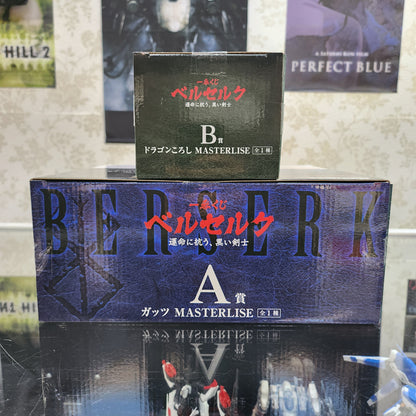 HILL 2
A SATOSHI KON FILM
PERFECT BLUE
一番くじ
ベルセルク
運命に抗う、黒い剣士
B賞
ドラゴンころし MASTERLISE 全1種
BERSERK
一番くじ
ベルセルク
運命に抗う、黒い剣士
A賞
ガッツ MASTERLISE 全1種